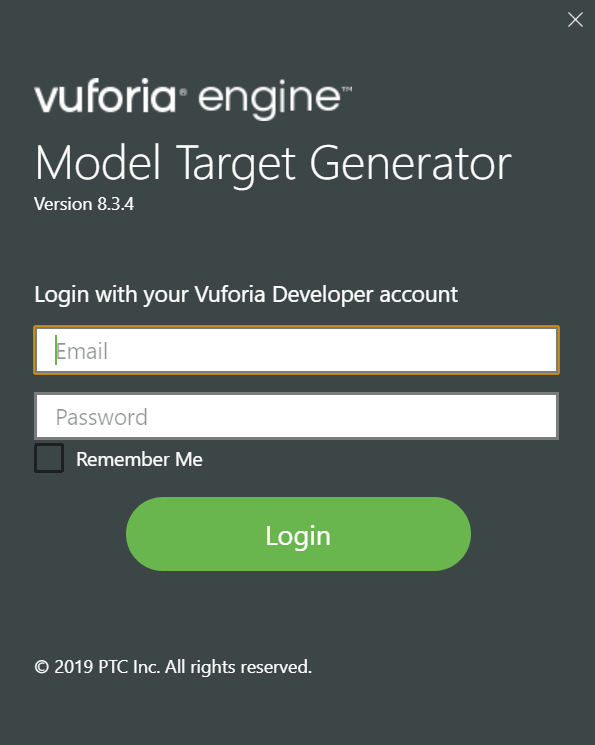 vuforia® engine™
Model Target Generator
Version 8.3.4
Login with your Vuforia Developer account
Email
Password
Remember Me
Login
© 2019 PTC Inc. All rights reserved.